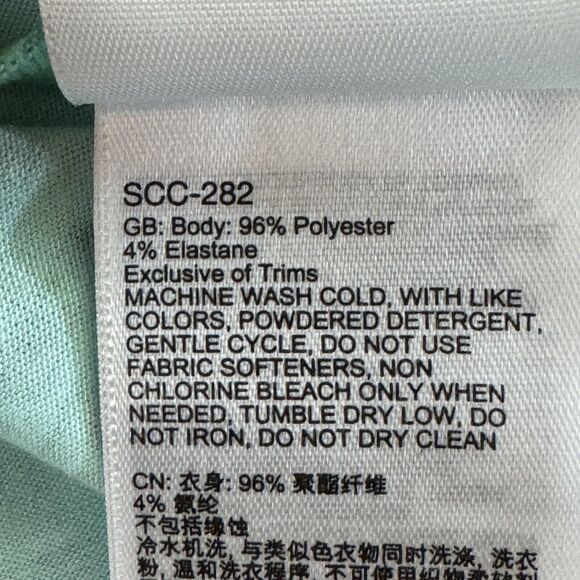 SCC-282
GB: Body: 96% Polyester
4% Elastane
Exclusive of Trims
MACHINE WASH COLD, WITH LIKE
COLORS, POWDERED DETERGENT,
GENTLE CYCLE, DO NOT USE
FABRIC SOFTENERS, NON
CHLORINE BLEACH ONLY WHEN
NEEDED, TUMBLE DRY LOW, DO
NOT IRON, DO NOT DRY CLEAN
CN: 衣身: 96% 聚酯纤维
4% 氨纶
不包括缘蚀
冷水机洗, 与类似色衣物同时洗涤, 洗衣
粉, 温和洗衣程序, 不可使用织物柔